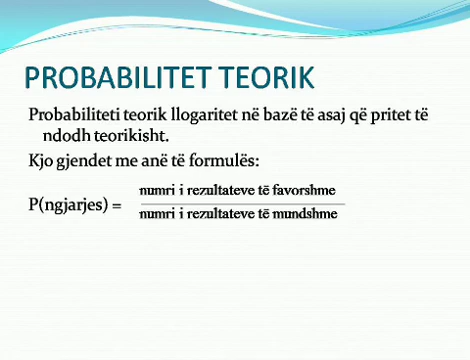 PROBABILITET TEORIK
Probabiliteti teorik llogaritet në bazë të asaj që pritet të
ndodh teorikisht.
Kjo gjendet me anë të formulës:
P(ngjarjes) =
numri i rezultateve të favorshme
numri i rezultateve të mundshme